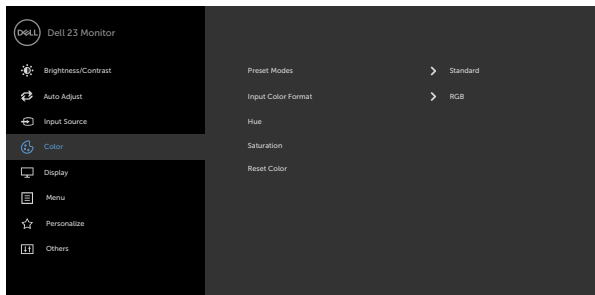 DELL Dell 23 Monitor
Brightness/Contrast
Auto Adjust
Input Source
Color
Display
Menu
Personalize
Others
Preset Modes Standard
Input Color Format RGB
Hue
Saturation
Reset Color